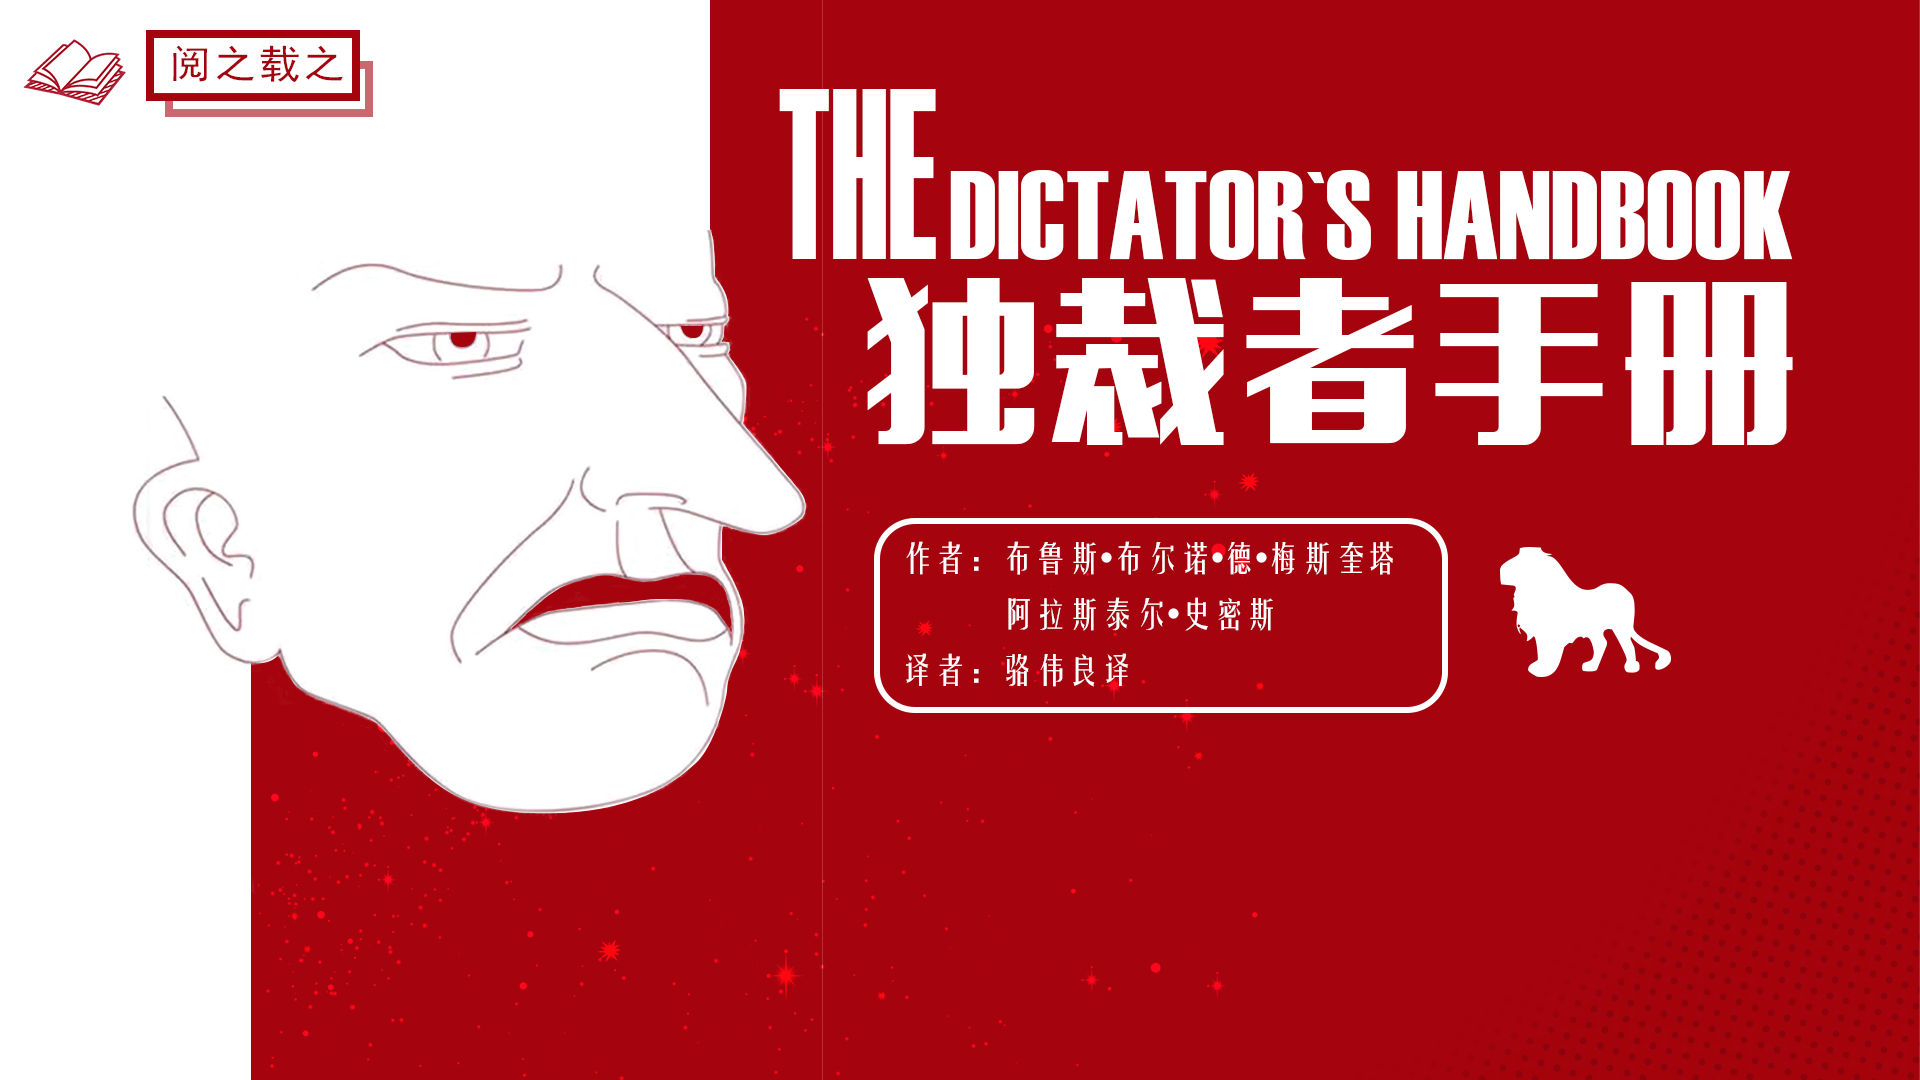 阅之载之
THE DICTATOR`S HANDBOOK
独裁者手册
作者：布鲁斯•布尔诺•德•梅斯奎塔
阿拉斯泰尔•史密斯
译者：骆伟良译